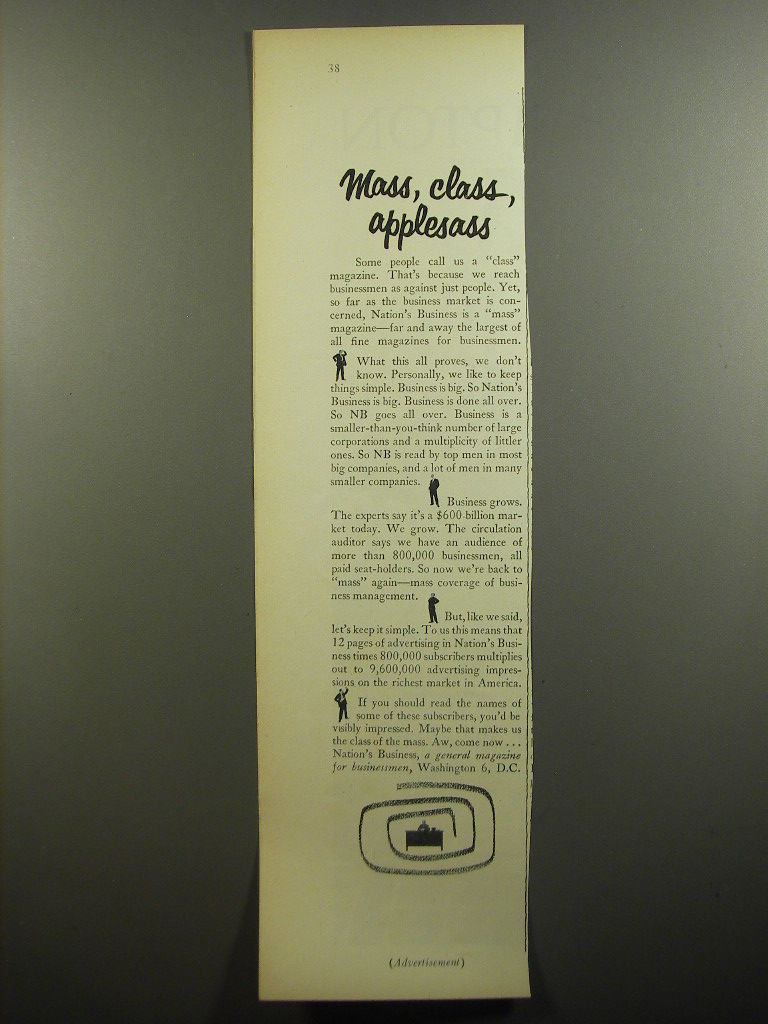 38
Mass, class,
applesass
Some people call us a "class"
magazine. That's because we reach
businessmen as against just people. Yet,
so far as the business market is con-
cerned, Nation's Business is a "mass"
magazine—far and away the largest of
all fine magazines for businessmen.
What this all proves, we don't
know. Personally, we like to keep
things simple. Business is big. So Nation's
Business is big. Business is done all over.
So NB goes all over. Business is a
smaller-than-you-think number of large
corporations and a multiplicity of littler
ones. So NB is read by top men in most
big companies, and a lot of men in many
smaller companies.
Business grows.
The experts say it's a $600-billion mar-
ket today. We grow. The circulation
auditor says we have an audience of
more than 800,000 businessmen, all
paid seat-holders. So now we're back to
"mass" again—mass coverage of busi-
ness management.
But, like we said,
let's keep it simple. To us this means that
12 pages of advertising in Nation's Busi-
ness times 800,000 subscribers multiplies
out to 9,600,000 advertising impres-
sions on the richest market in America.
If you should read the names of
some of these subscribers, you'd be
visibly impressed. Maybe that makes us
the class of the mass. Aw, come now . . .
Nation's Business, a general magazine
for businessmen, Washington 6, D.C.
(Advertisement)